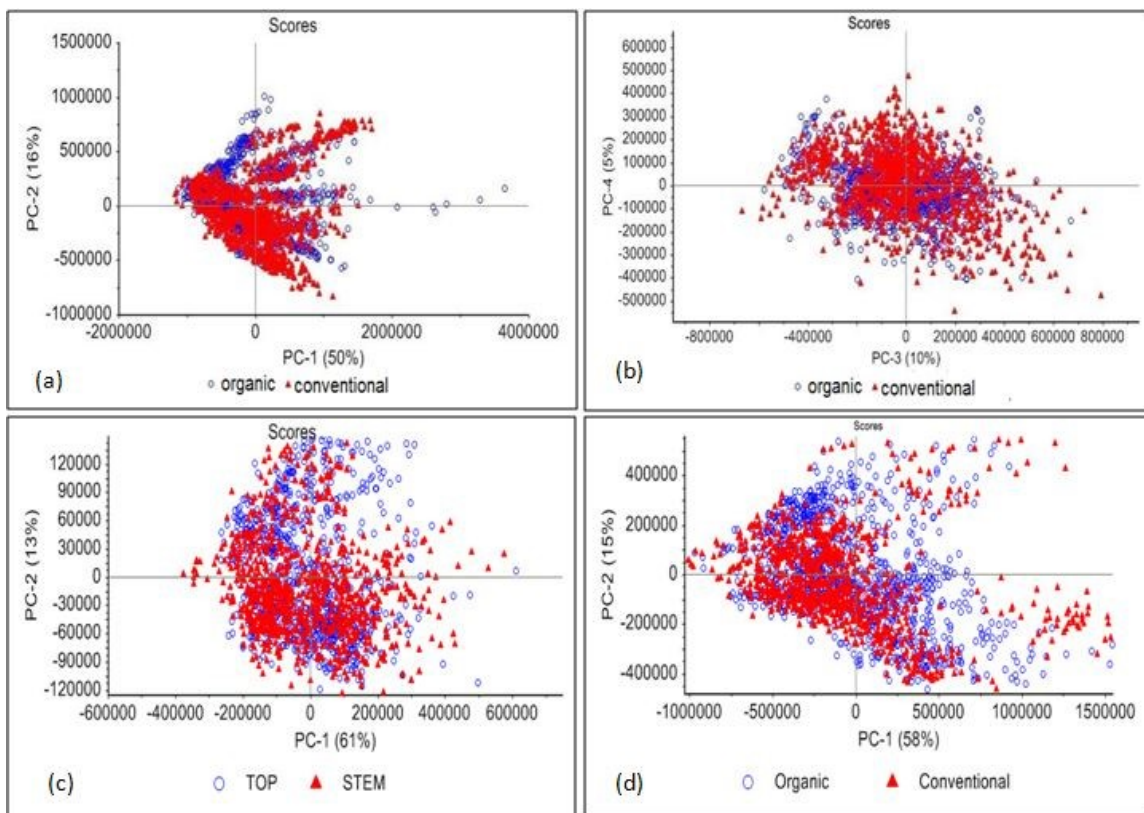 Scores
1500000
1000000
500000
0
-500000
-1000000
PC-2 (16%)
-2000000 0 2000000 4000000
PC-1 (50%)
(a)
organic conventional
Scores
600000
500000
400000
300000
200000
100000
0
-100000
-200000
-300000
-400000
-500000
PC-4 (5%)
-800000 -400000 0 200000 400000 600000 800000
PC-3 (10%)
(b)
organic conventional
Scores
120000
90000
60000
30000
0
-30000
-60000
-90000
-120000
PC-2 (13%)
-600000 -400000 -200000 0 200000 400000 600000
PC-1 (61%)
(c)
TOP STEM
Scores
400000
200000
0
-200000
-400000
PC-2 (15%)
-1000000 -500000 0 500000 1000000 1500000
PC-1 (58%)
(d)
Organic Conventional